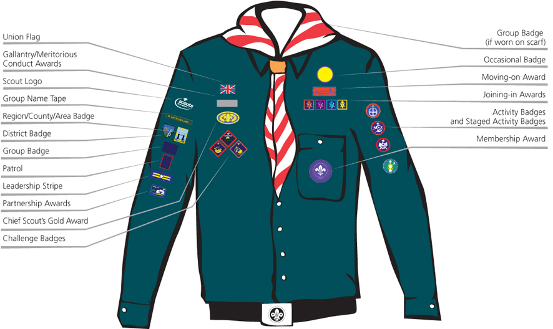 Union Flag
Gallantry/Meritorious
Conduct Awards
Scout Logo
Group Name Tape
Region/County/Area Badge
District Badge
Group Badge
Patrol
Leadership Stripe
Partnership Awards
Chief Scout's Gold Award
Challenge Badges
Group Badge
(if worn on scarf)
Occasional Badge
Moving-on Award
Joining-in Awards
Activity Badges
and Staged Activity Badges
Membership Award
Scouts